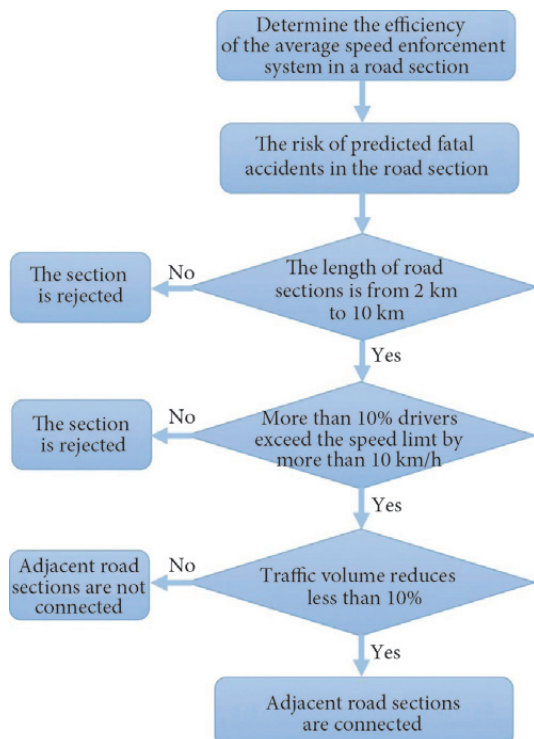 Determine the efficiency
of the average speed enforcement
system in a road section
The risk of predicted fatal
accidents in the road section
No
The section
is rejected
The length of road
sections is from 2 km
to 10 km
Yes
No
The section
is rejected
More than 10% drivers
exceed the speed limt by
more than 10 km/h
Yes
No
Adjacent road
sections are not
connected
Traffic volume reduces
less than 10%
Yes
Adjacent road sections
are connected